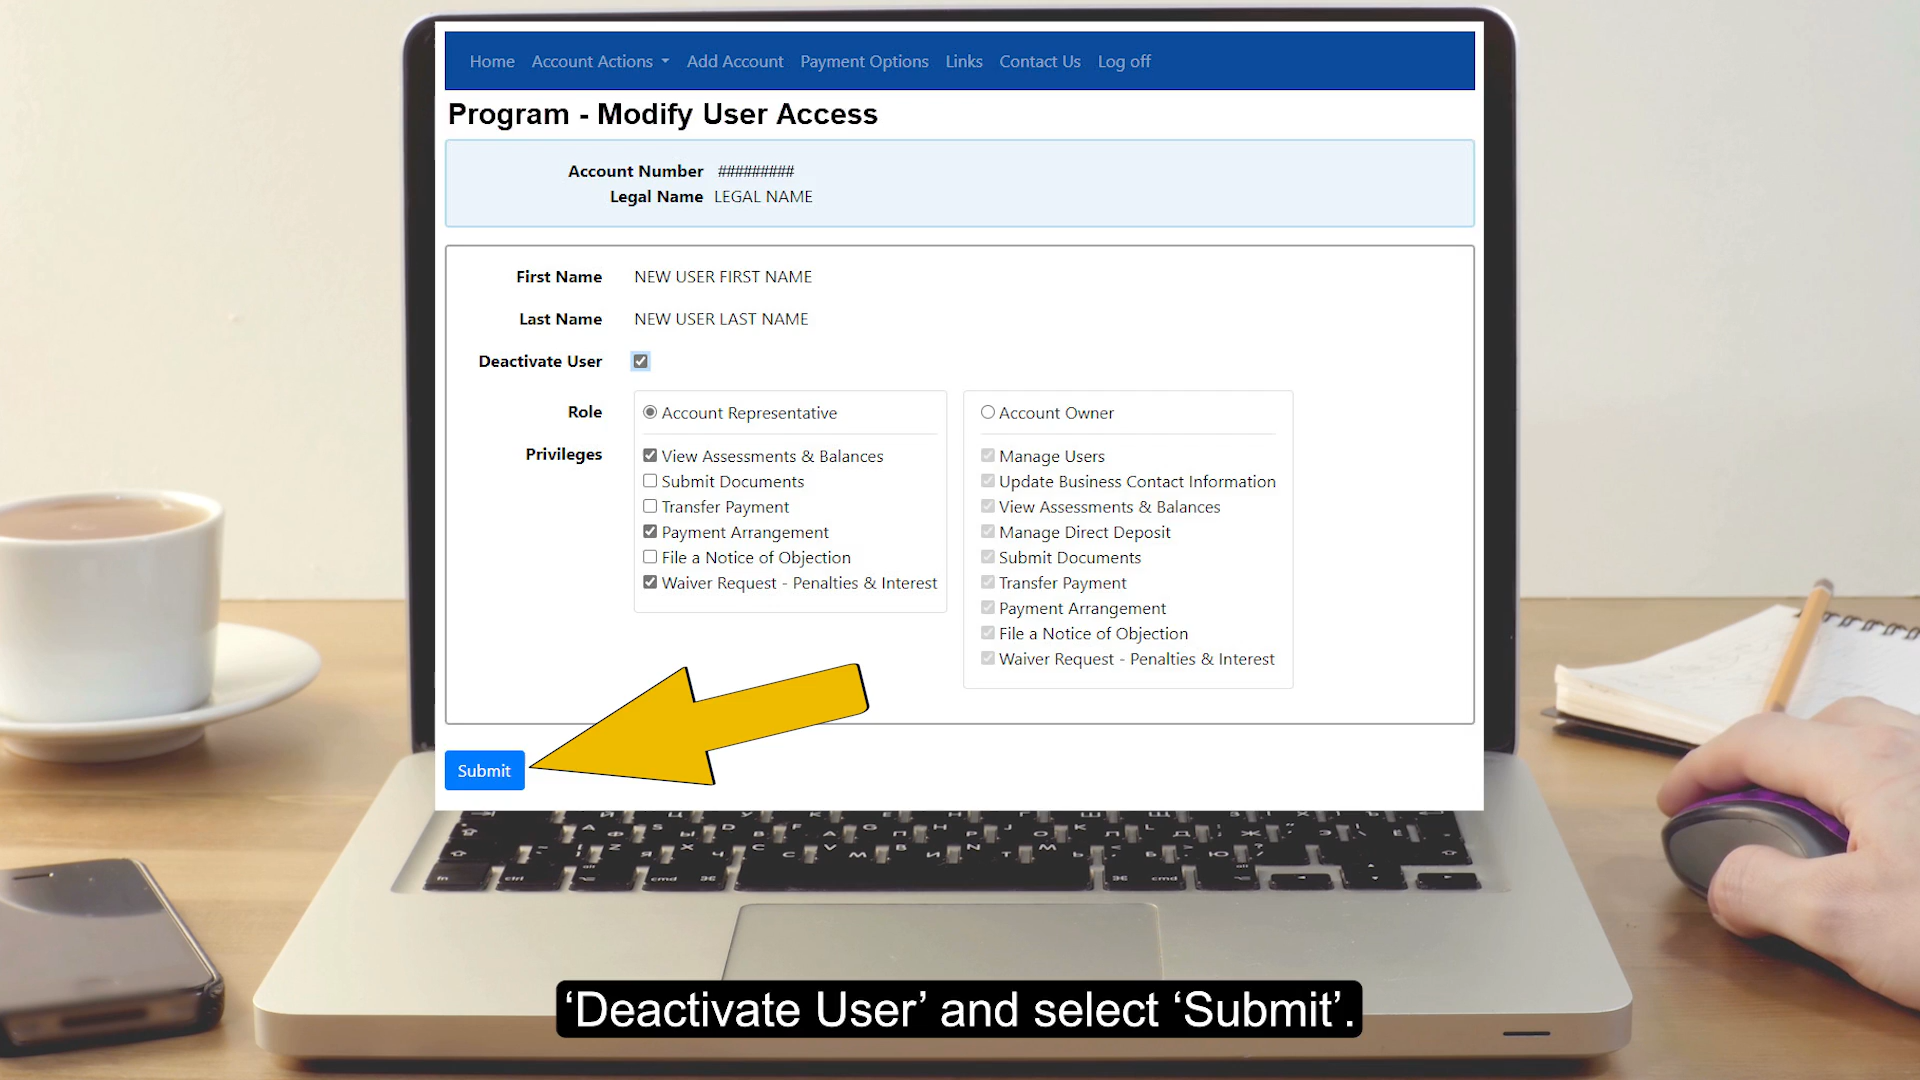 Home Account Actions Add Account Payment Options Links Contact Us Log off
Program - Modify User Access
Account Number #########
Legal Name LEGAL NAME
First Name NEW USER FIRST NAME
Last Name NEW USER LAST NAME
Deactivate User
Role Account Representative Account Owner
Privileges
View Assessments & Balances
Submit Documents
Transfer Payment
Payment Arrangement
File a Notice of Objection
Waiver Request - Penalties & Interest
Manage Users
Update Business Contact Information
View Assessments & Balances
Manage Direct Deposit
Submit Documents
Transfer Payment
Payment Arrangement
File a Notice of Objection
Waiver Request - Penalties & Interest
Submit
‘Deactivate User’ and select ‘Submit’.